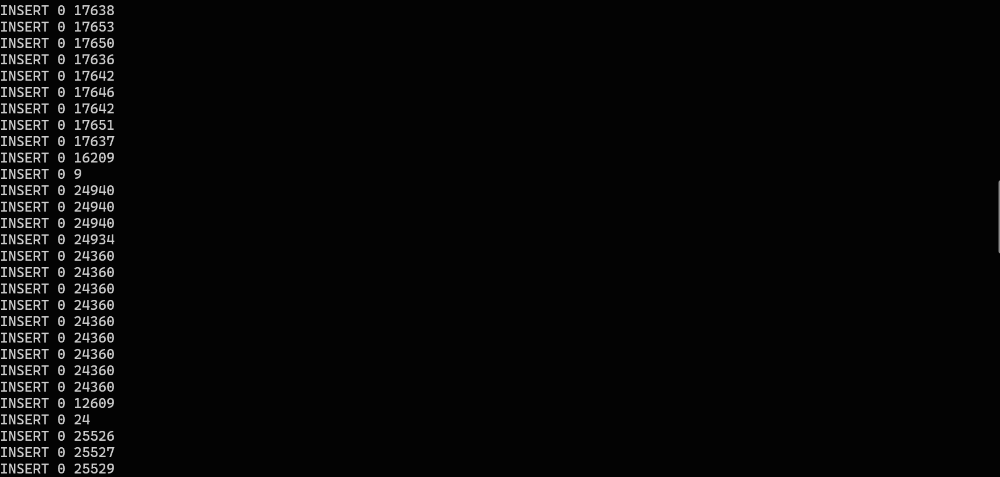 INSERT 0 17638
INSERT 0 17653
INSERT 0 17650
INSERT 0 17636
INSERT 0 17642
INSERT 0 17646
INSERT 0 17642
INSERT 0 17651
INSERT 0 17637
INSERT 0 16209
INSERT 0 9
INSERT 0 24940
INSERT 0 24940
INSERT 0 24940
INSERT 0 24934
INSERT 0 24360
INSERT 0 24360
INSERT 0 24360
INSERT 0 24360
INSERT 0 24360
INSERT 0 24360
INSERT 0 24360
INSERT 0 24360
INSERT 0 24360
INSERT 0 12609
INSERT 0 24
INSERT 0 25526
INSERT 0 25527
INSERT 0 25529